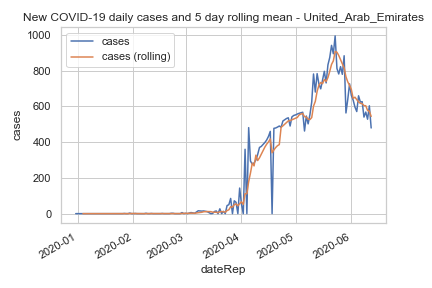 New COVID-19 daily cases and 5 day rolling mean - United_Arab_Emirates
cases
cases (rolling)
1000
800
600
400
200
0
cases
2020-01
2020-02
2020-03
2020-04
2020-05
2020-06
dateRep